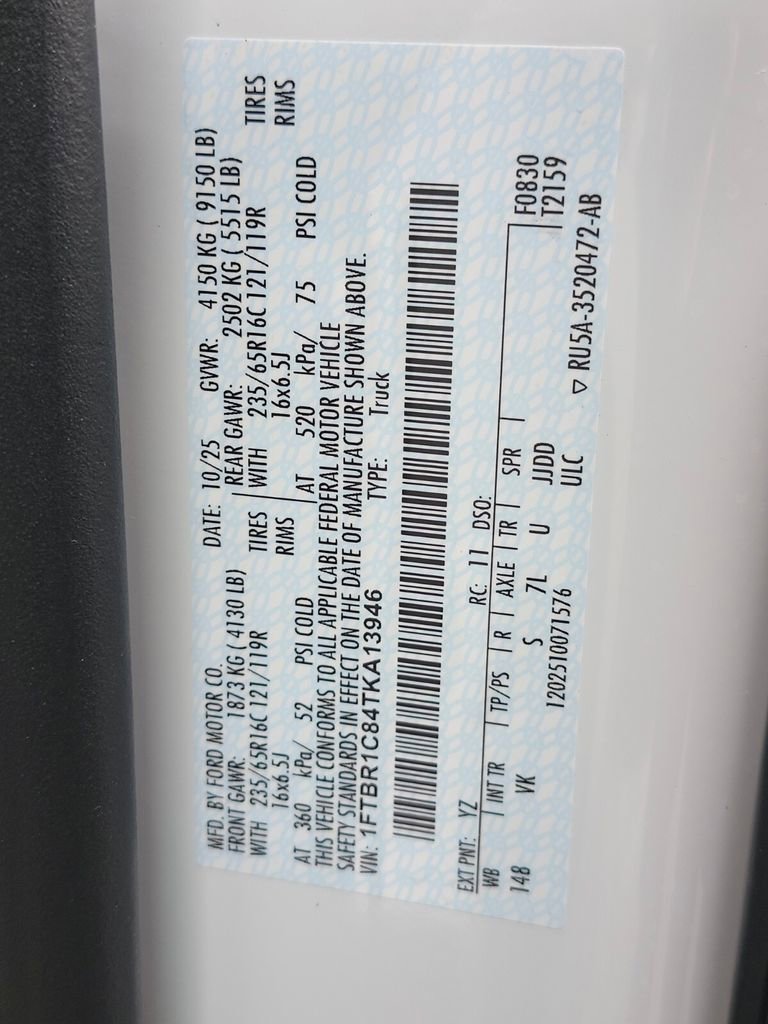 MFD. BY FORD MOTOR CO. DATE: 10/25 GVWR: 4150 KG ( 9150 LB)
FRONT GAWR: 1873 KG ( 4130 LB) REAR GAWR: 2502 KG ( 5515 LB)
WITH 235/65R16C 121/119R TIRES WITH 235/65R16C 121/119R TIRES
16x6.5J RIMS 16x6.5J RIMS
AT 360 kPa/ 52 PSI COLD AT 520 kPa/ 75 PSI COLD
THIS VEHICLE CONFORMS TO ALL APPLICABLE FEDERAL MOTOR VEHICLE
SAFETY STANDARDS IN EFFECT ON THE DATE OF MANUFACTURE SHOWN ABOVE.
VIN: 1FTBR1C84TKA13946 TYPE: Truck
EXT PNT: YZ RC: 11 DSO:
WB INT TR TP/PS R AXLE TR SPR F0830
148 VK S 7L U JJDD T2159
1202510071576 ULC ▽ RU5A-3520472-AB